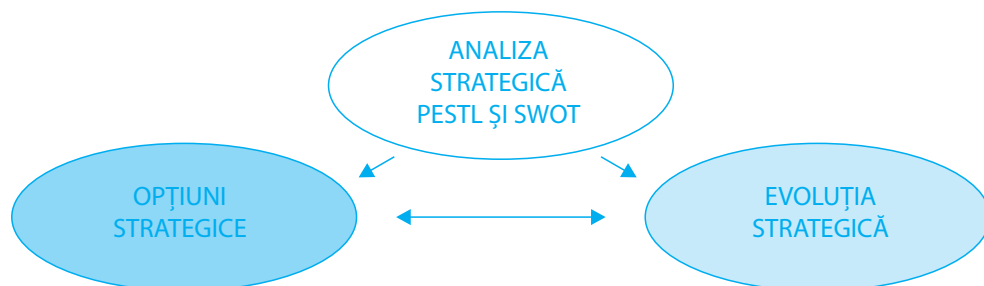 ANALIZA
STRATEGICĂ
PESTL ȘI SWOT
OPȚIUNI
STRATEGICE
EVOLUȚIA
STRATEGICĂ